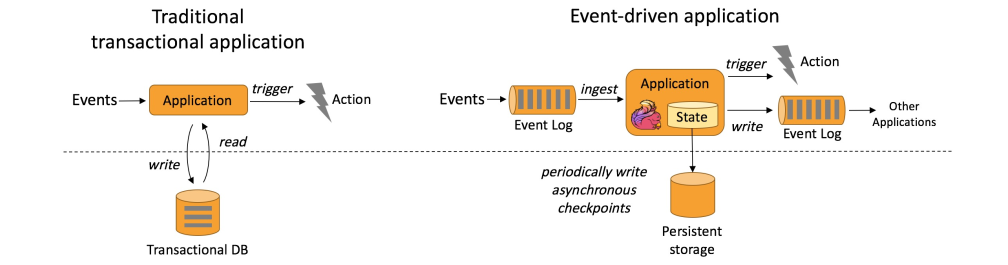 Traditional
transactional application
Events
Application
trigger
Action
write
read
Transactional DB
Event-driven application
Events
Event Log
ingest
Application
State
trigger
Action
write
Event Log
Other
Applications
periodically write
asynchronous
checkpoints
Persistent
storage